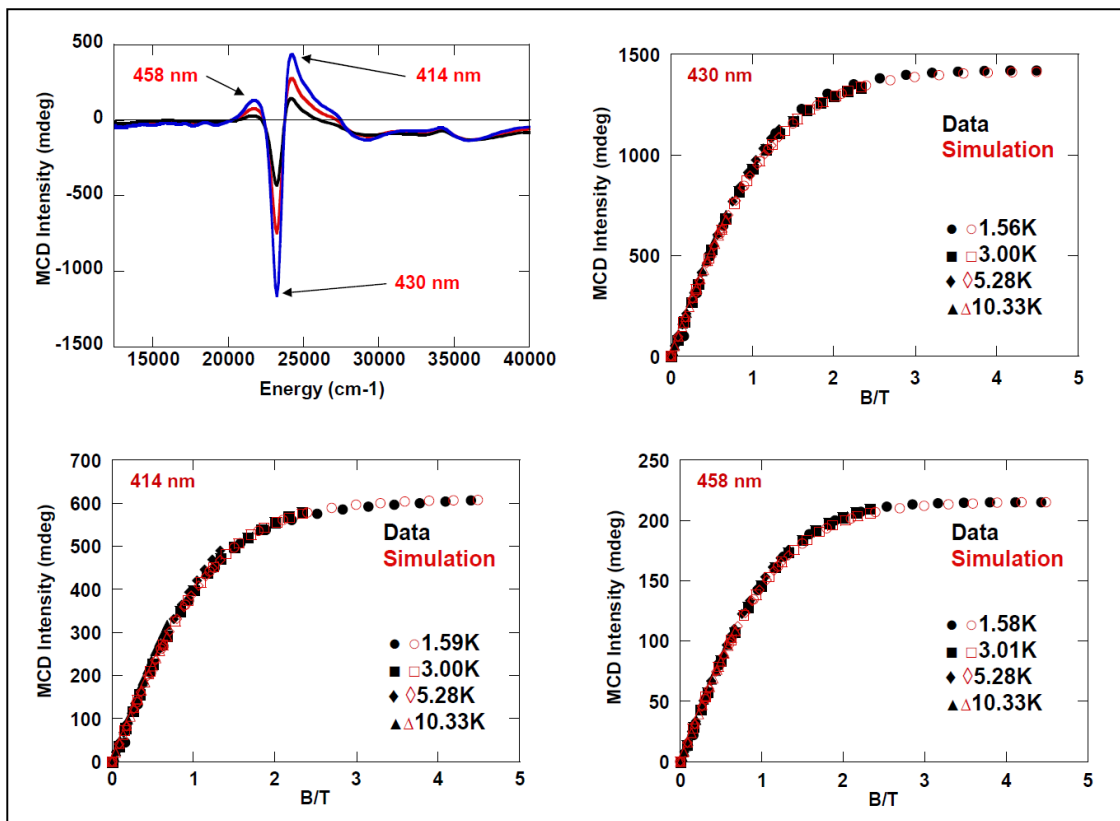 500
0
-500
-1000
-1500
MCD Intensity (mdeg)
458 nm
414 nm
430 nm
15000 20000 25000 30000 35000 40000
Energy (cm-1)
1500
1000
500
0
MCD Intensity (mdeg)
430 nm
Data
Simulation
1.56K
3.00K
5.28K
10.33K
0 1 2 3 4 5
B/T
700
600
500
400
300
200
100
0
MCD Intensity (mdeg)
414 nm
Data
Simulation
1.59K
3.00K
5.28K
10.33K
0 1 2 3 4 5
B/T
250
200
150
100
50
0
MCD Intensity (mdeg)
458 nm
Data
Simulation
1.58K
3.01K
5.28K
10.33K
0 1 2 3 4 5
B/T